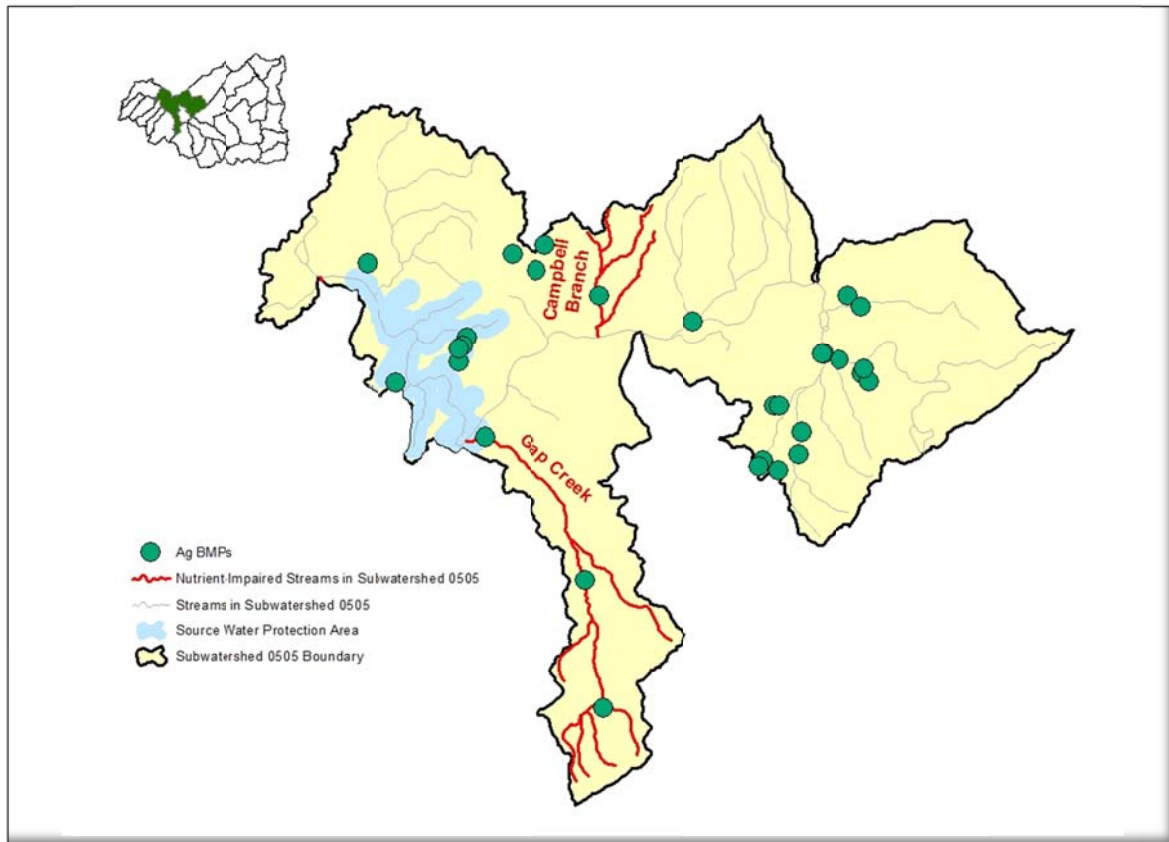 Campbell
Branch
Gap Creek
Ag BMPs
Nutrient-Impaired Streams in Subwatershed 0505
Streams in Subwatershed 0505
Source Water Protection Area
Subwatershed 0505 Boundary